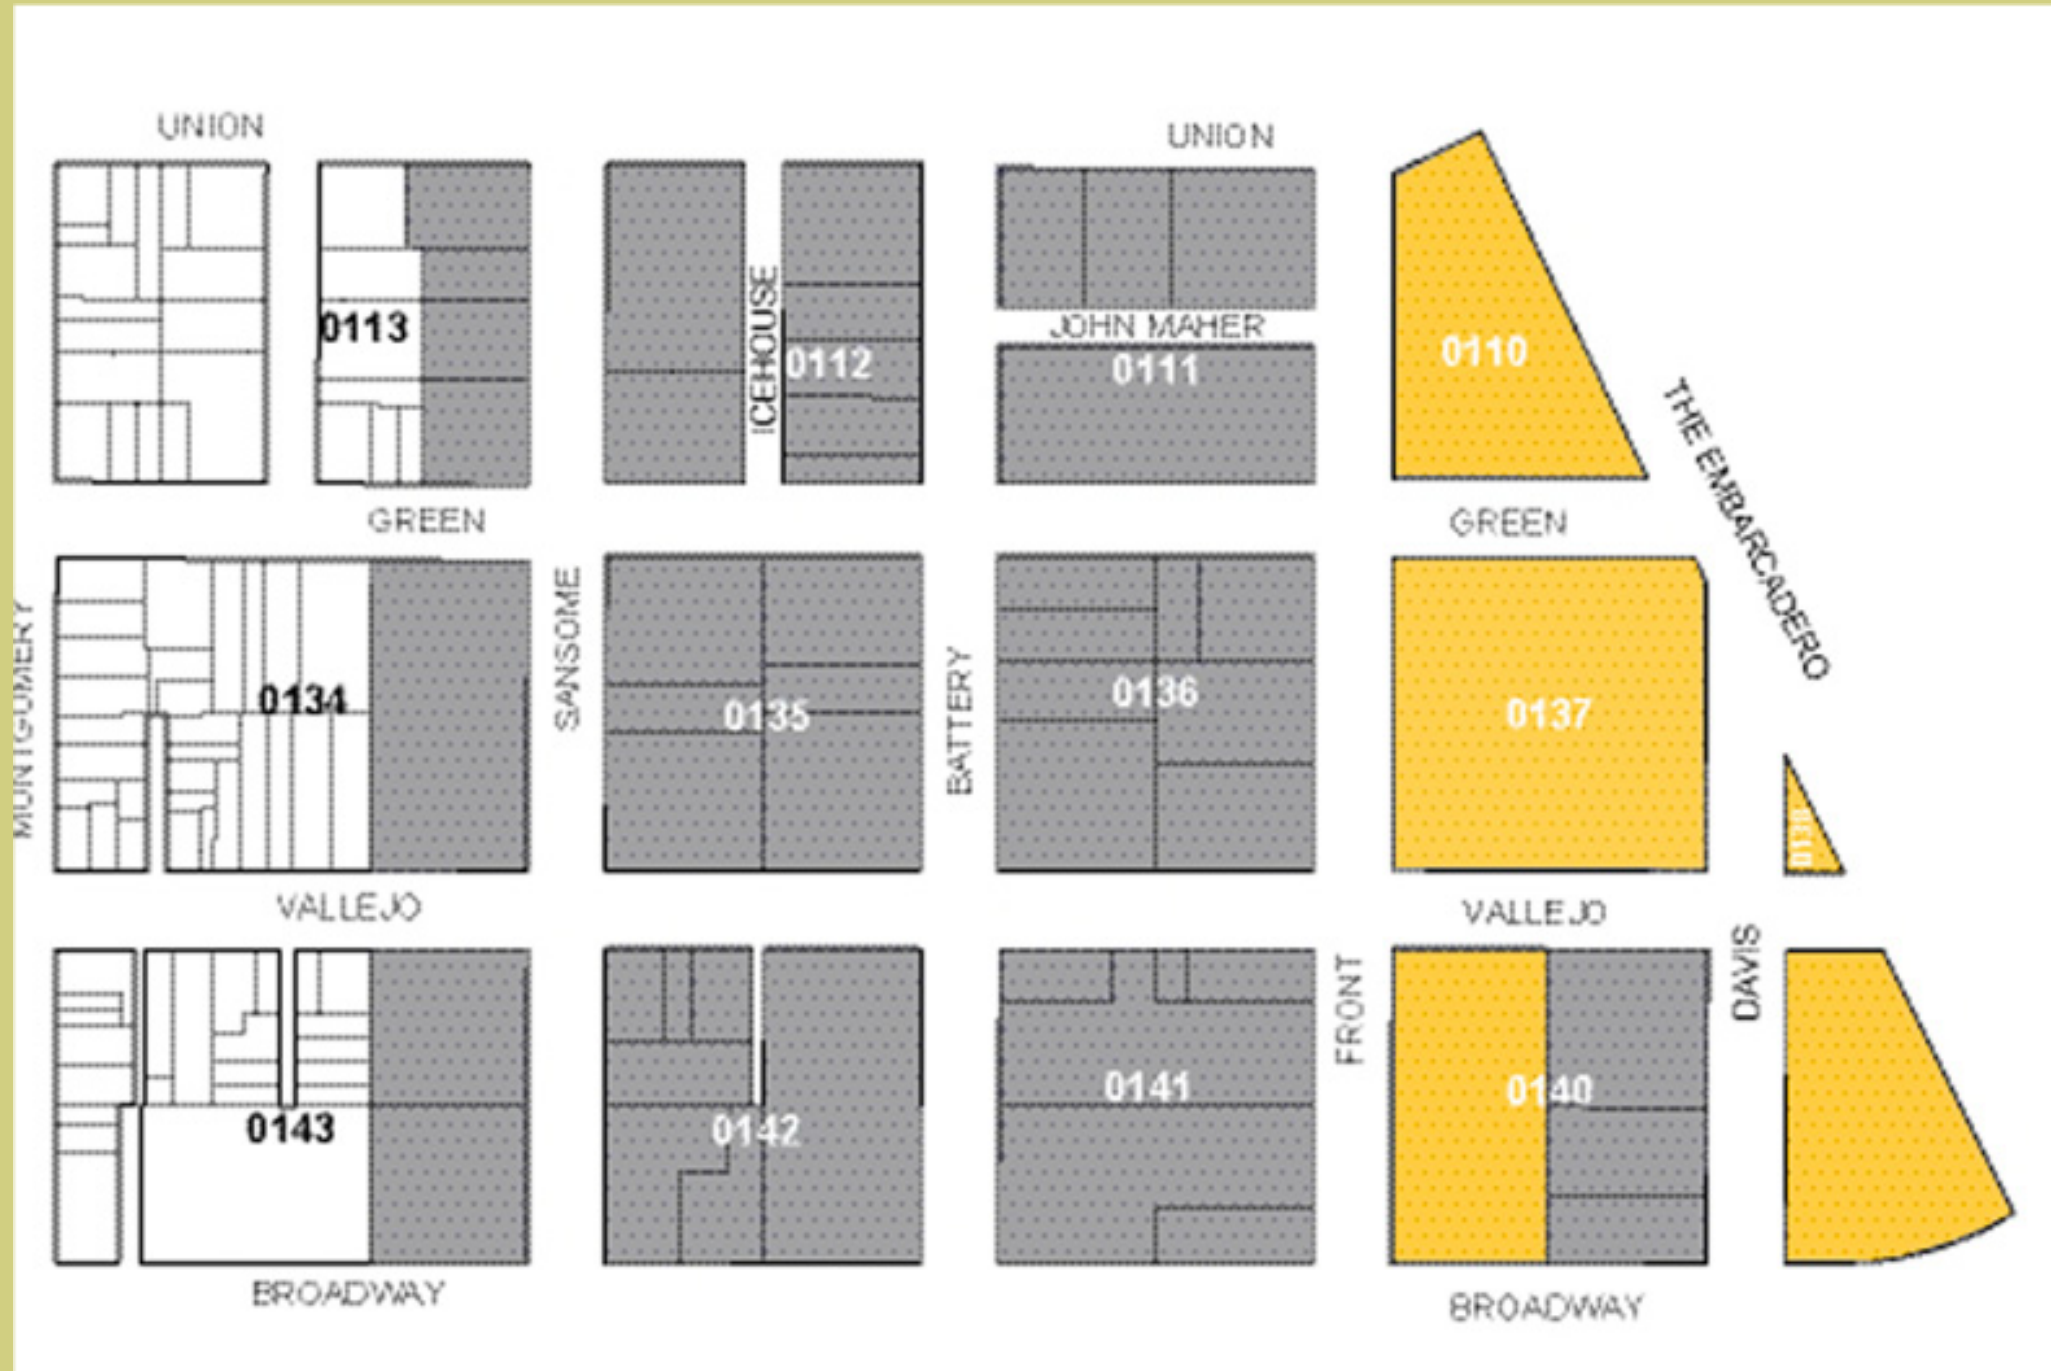 UNION
UNION
0113
ICEHOUSE
0112
JOHN MAHER
0111
0110
THE EMBARCADERO
GREEN
GREEN
MONTGOMERY
0134
SANSOME
0135
BATTERY
0136
0137
VALLEJO
VALLEJO
DAVIS
FRONT
0143
0142
0141
0140
BROADWAY
BROADWAY